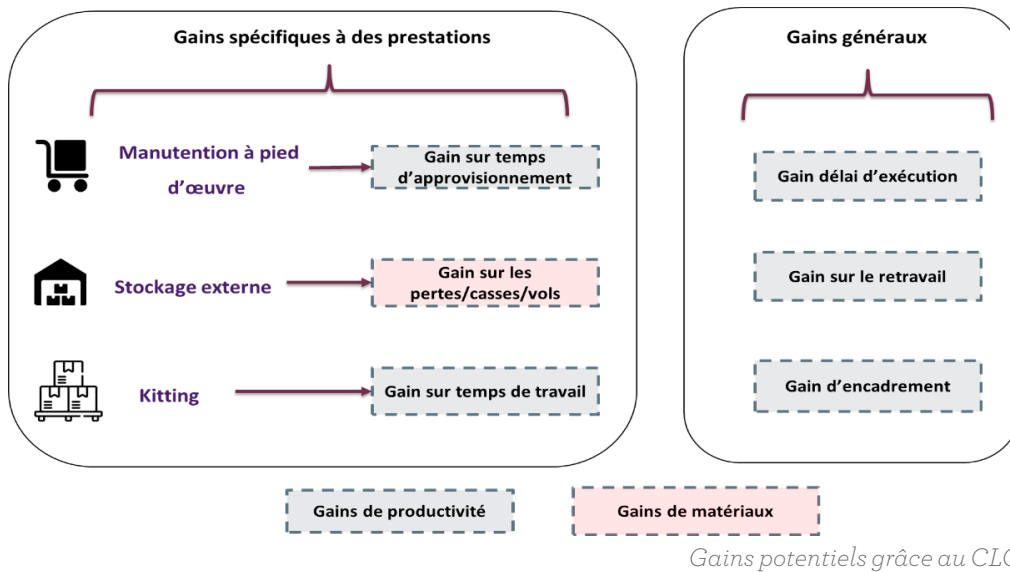 Gains spécifiques à des prestations
Manutention à pied
d'œuvre
Gain sur temps
d'approvisionnement
Stockage externe
Gain sur les
pertes/casses/vols
Kitting
Gain sur temps de travail
Gains généraux
Gain délai d'exécution
Gain sur le retravail
Gain d'encadrement
Gains de productivité
Gains de matériaux
Gains potentiels grâce au